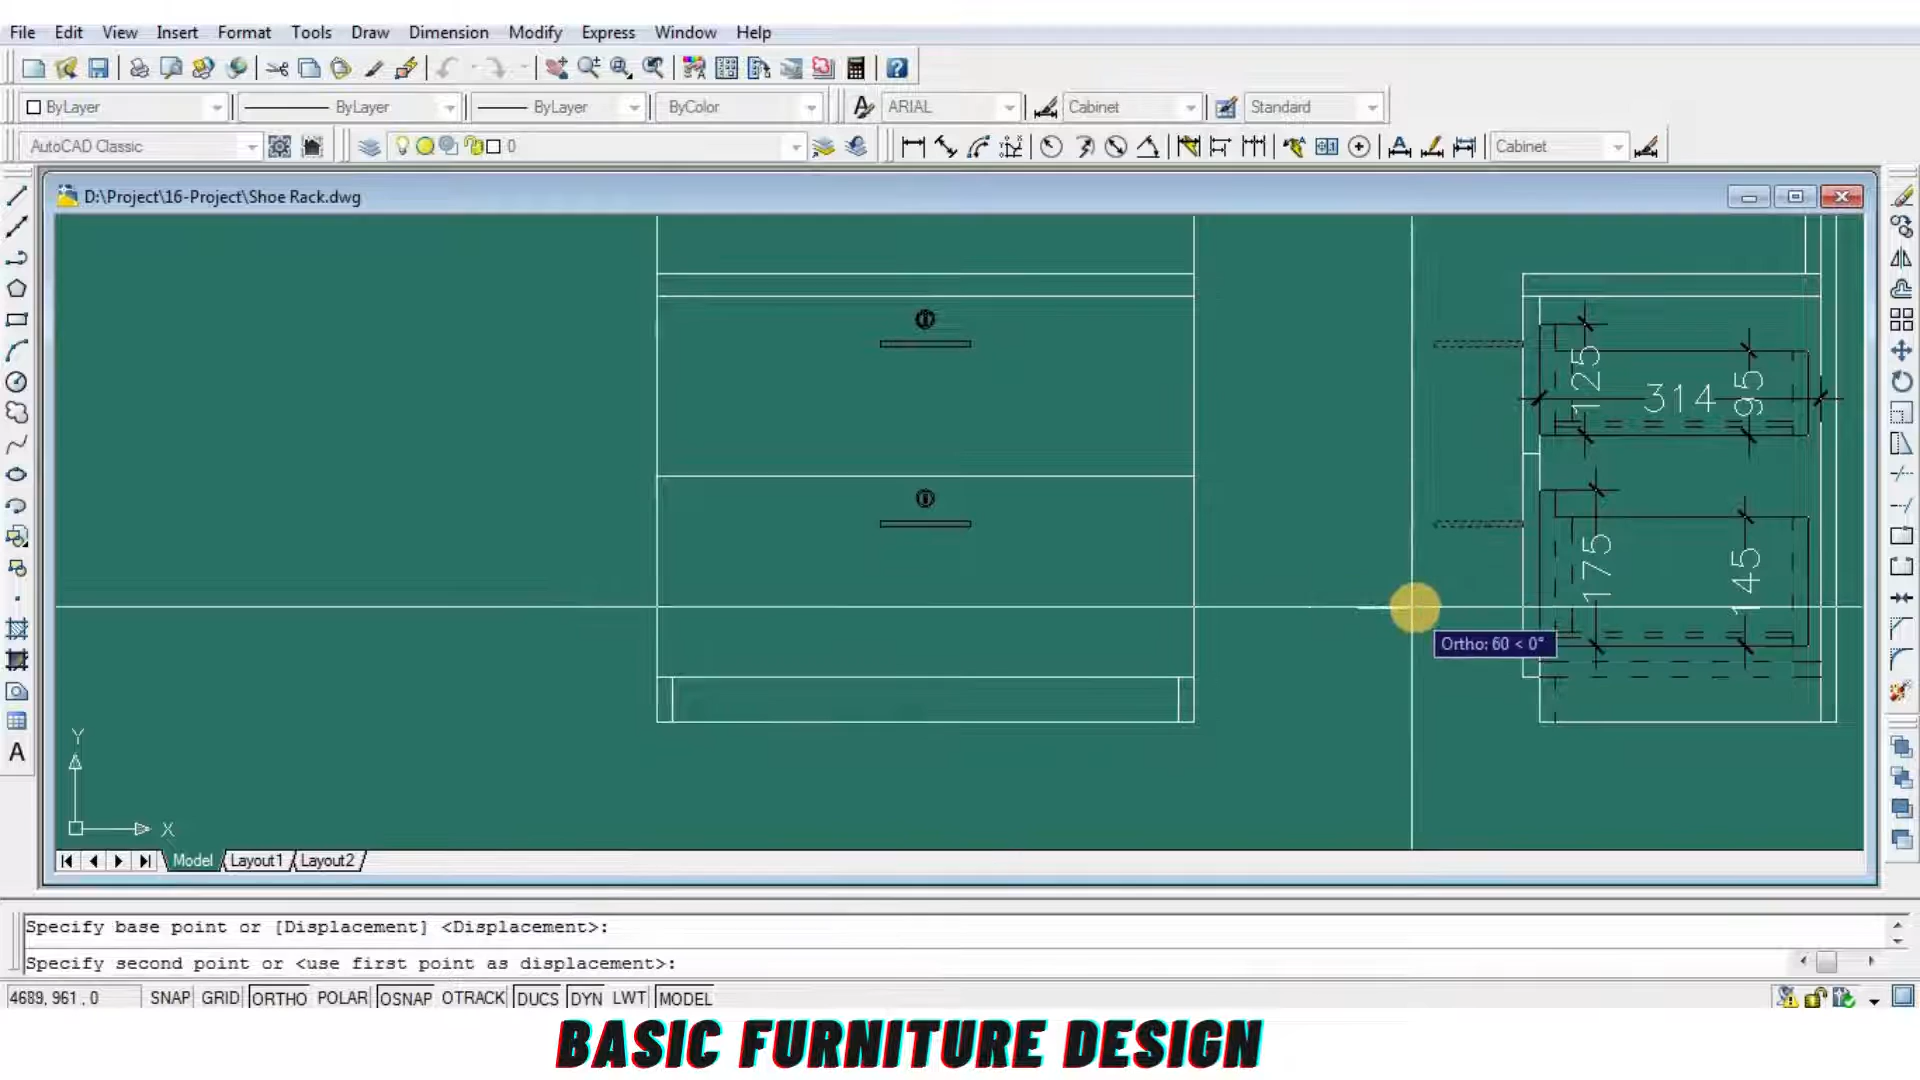 File Edit View Insert Format Tools Draw Dimension Modify Express Window Help
ByLayer ByLayer ByLayer ByColor ARIAL Cabinet Standard
AutoCAD Classic 0 Cabinet
D:\Project\16-Project\Shoe Rack.dwg
125
314
95
175
145
Ortho: 60 < 0°
Y
X
Model Layout1 Layout2
A
Specify base point or [Displacement] <Displacement>:
Specify second point or <use first point as displacement>:
4689, 961 , 0 SNAP GRID ORTHO POLAR OSNAP OTRACK DUCS DYN LWT MODEL
BASIC FURNITURE DESIGN